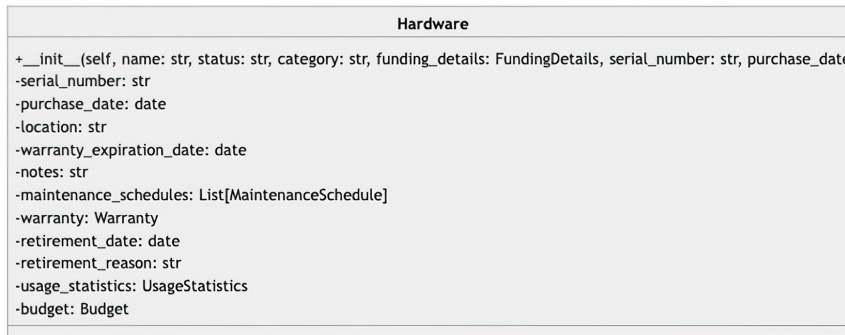 Hardware
+__init__(self, name: str, status: str, category: str, funding_details: FundingDetails, serial_number: str, purchase_date
-serial_number: str
-purchase_date: date
-location: str
-warranty_expiration_date: date
-notes: str
-maintenance_schedules: List[MaintenanceSchedule]
-warranty: Warranty
-retirement_date: date
-retirement_reason: str
-usage_statistics: UsageStatistics
-budget: Budget